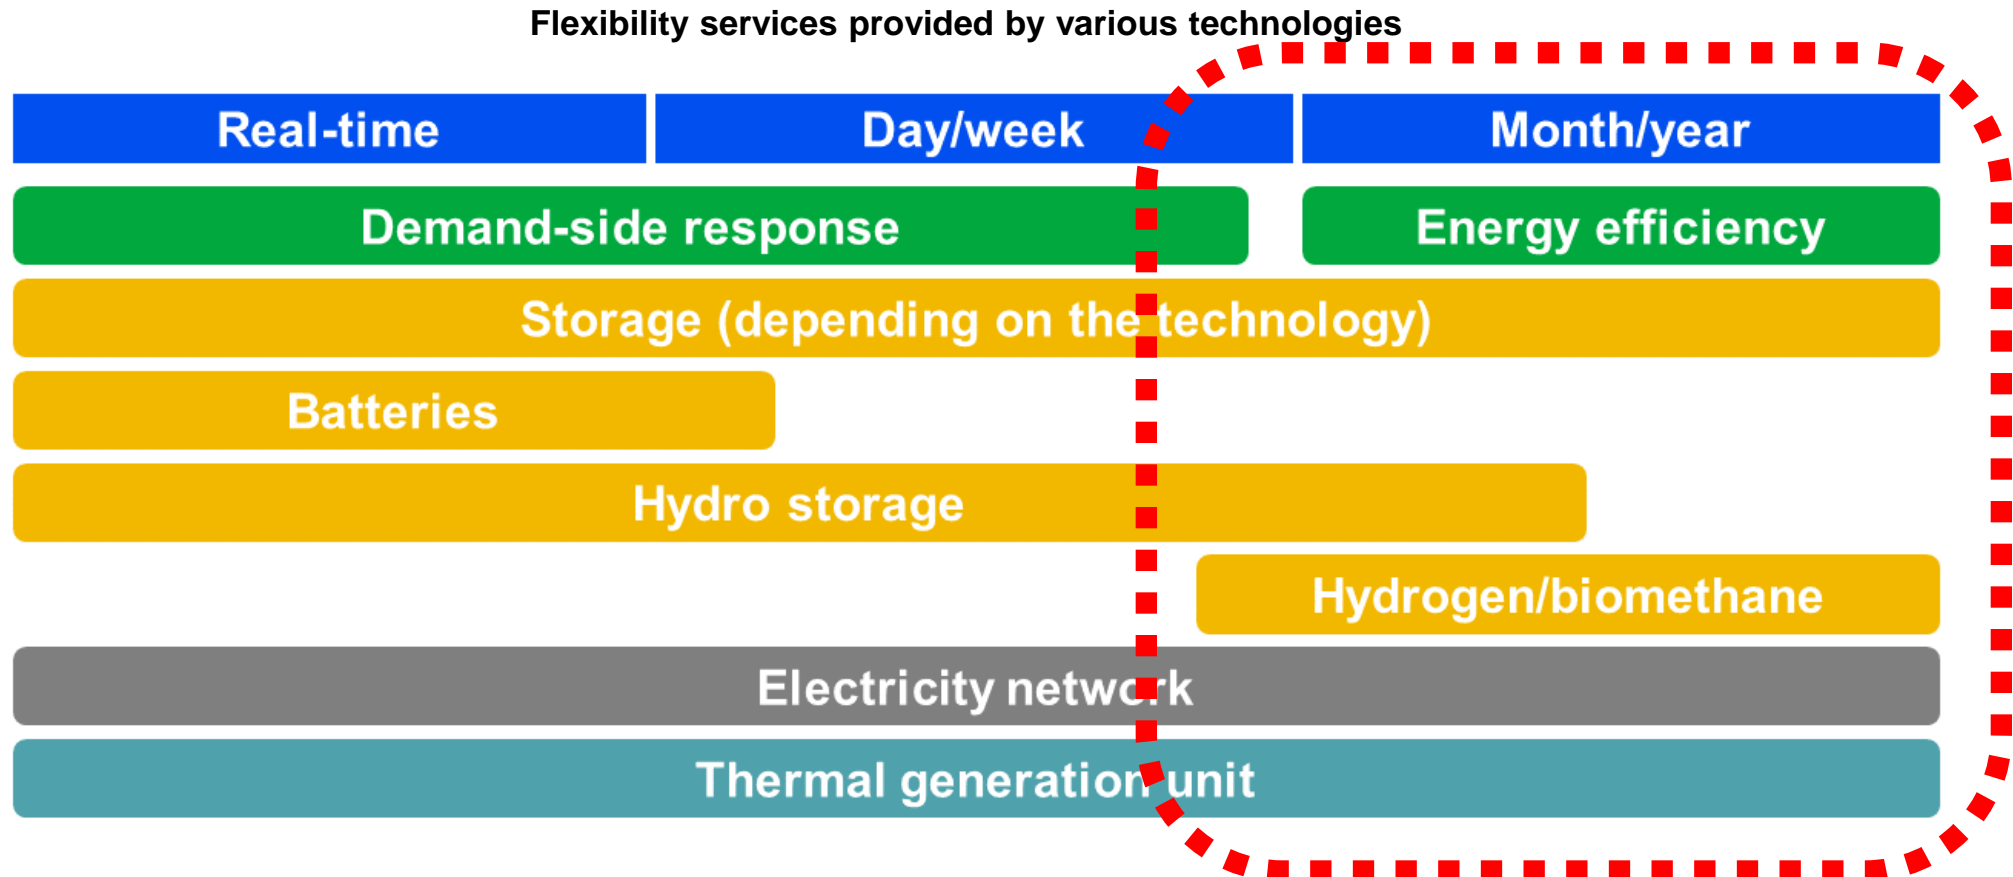 Flexibility services provided by various technologies
Real-time Day/week Month/year
Demand-side response Energy efficiency
Storage (depending on the technology)
Batteries
Hydro storage
Hydrogen/biomethane
Electricity network
Thermal generation unit